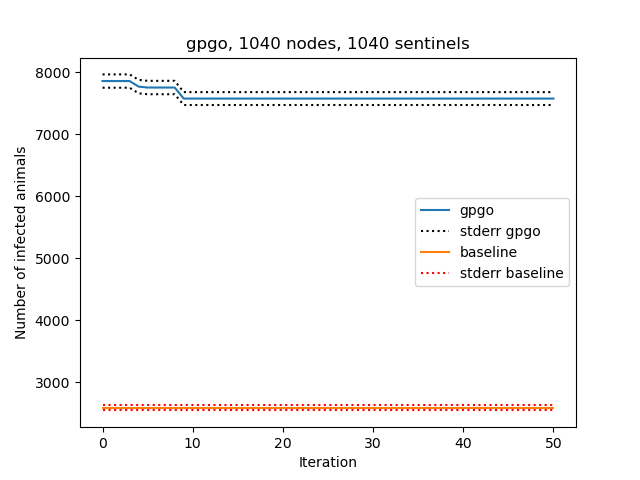 gpgo, 1040 nodes, 1040 sentinels
Number of infected animals
8000
7000
6000
5000
4000
3000
gpgo
stderr gpgo
baseline
stderr baseline
0 10 20 30 40 50
Iteration